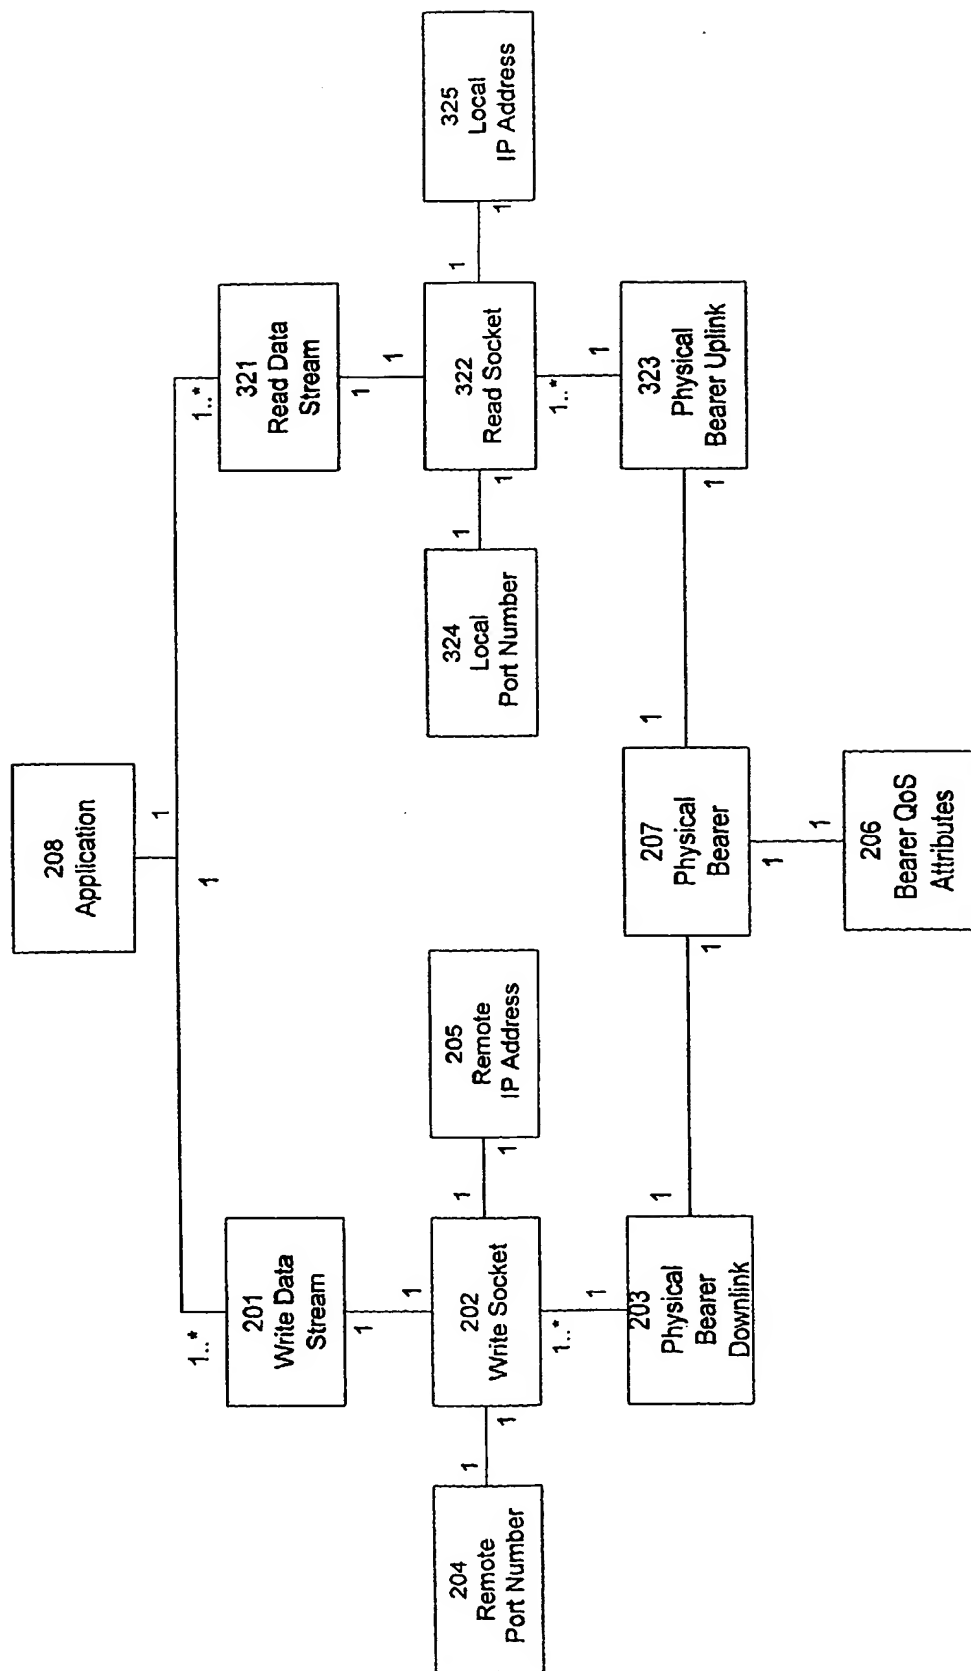 208
Application
1
1
1..*
201
Write Data
Stream
1
1..*
321
Read Data
Stream
1
1
1
204
Remote
Port Number
1
1
202
Write Socket
1
1
205
Remote
IP Address
324
Local
Port Number
1
1
322
Read Socket
1
1
325
Local
IP Address
1..*
1
1..*
1
203
Physical
Bearer
Downlink
1
1
207
Physical
Bearer
1
1
323
Physical
Bearer Uplink
1
1
206
Bearer QoS
Attributes